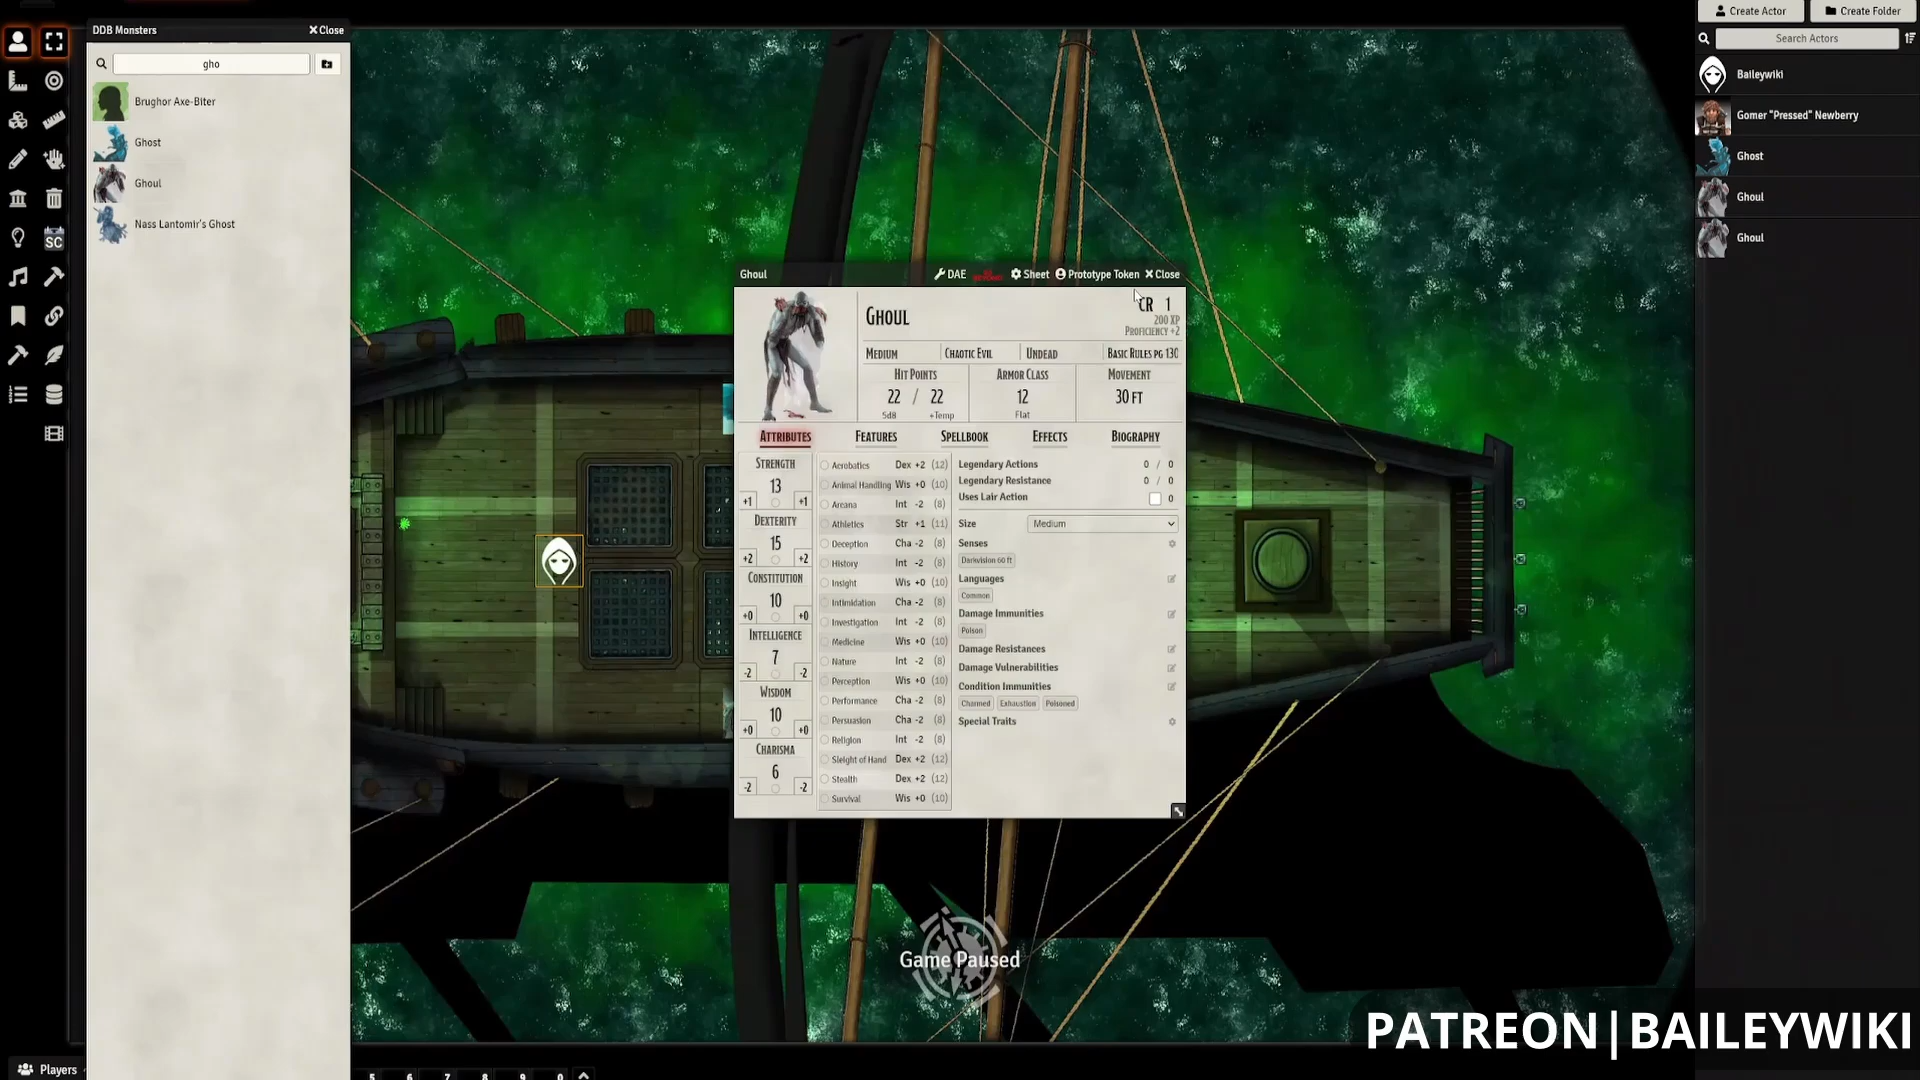 DDB Monsters
Close
gho
Brughor Axe-Biter
Ghost
Ghoul
Nass Lantomir's Ghost
SC
Players
Ghoul
DAE
Sheet
Prototype Token
Close
Ghoul
CR 1
200 XP
Proficiency +2
Medium
Chaotic Evil
Undead
Basic Rules pg 130
Hit Points
Armor Class
Movement
22 / 22
12
30 ft
5d8
+Temp
Flat
Attributes
Features
Spellbook
Effects
Biography
Strength
13
+1 +1
Dexterity
15
+2 +2
Constitution
10
+0 +0
Intelligence
7
-2 -2
Wisdom
10
+0 +0
Charisma
6
-2 -2
Acrobatics Dex +2 (12)
Animal Handling Wis +0 (10)
Arcana Int -2 (8)
Athletics Str +1 (11)
Deception Cha -2 (8)
History Int -2 (8)
Insight Wis +0 (10)
Intimidation Cha -2 (8)
Investigation Int -2 (8)
Medicine Wis +0 (10)
Nature Int -2 (8)
Perception Wis +0 (10)
Performance Cha -2 (8)
Persuasion Cha -2 (8)
Religion Int -2 (8)
Sleight of Hand Dex +2 (12)
Stealth Dex +2 (12)
Survival Wis +0 (10)
Legendary Actions 0 / 0
Legendary Resistance 0 / 0
Uses Lair Action 0
Size Medium
Senses
Darkvision 60 ft
Languages
Common
Damage Immunities
Poison
Damage Resistances
Damage Vulnerabilities
Condition Immunities
Charmed Exhaustion Poisoned
Special Traits
Game Paused
5 6 7 8 9 0
Create Actor
Create Folder
Search Actors
Baileywiki
Gomer "Pressed" Newberry
Ghost
Ghoul
Ghoul
PATREON|BAILEYWIKI